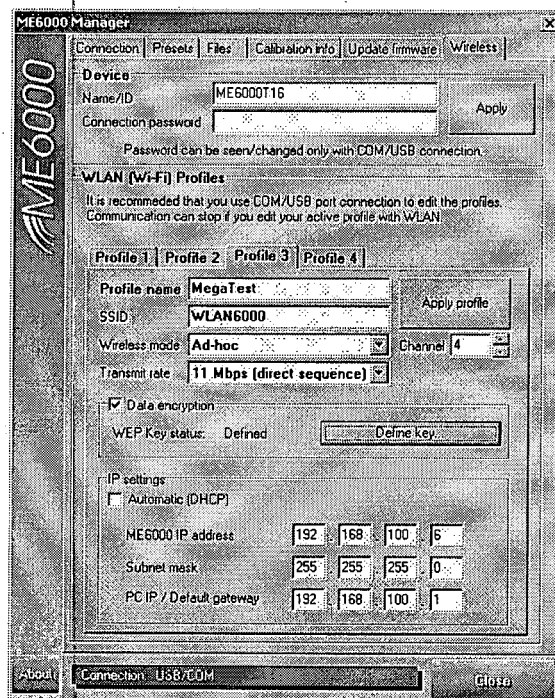 ME6000 Manager
Connection Presets Files Calibration info Update firmware Wireless
ME6000
Device
Name/ID ME6000T16
Connection password
Apply
Password can be seen/changed only with COM/USB connection.
WLAN (Wi-Fi) Profiles
It is recommeded that you use COM/USB port connection to edit the profiles.
Communication can stop if you edit your active profile with WLAN
Profile 1 Profile 2 Profile 3 Profile 4
Profile name MegaTest
Apply profile
SSID WLAN6000
Wireless mode Ad-hoc Channel 4
Transmit rate 11 Mbps (direct sequence)
Data encryption
WEP Key status: Defined Define key...
IP settings
Automatic (DHCP)
ME6000 IP address 192 . 168 . 100 . 6
Subnet mask 255 . 255 . 255 . 0
PC IP / Default gateway 192 . 168 . 100 . 1
About Connection: USB/COM Close